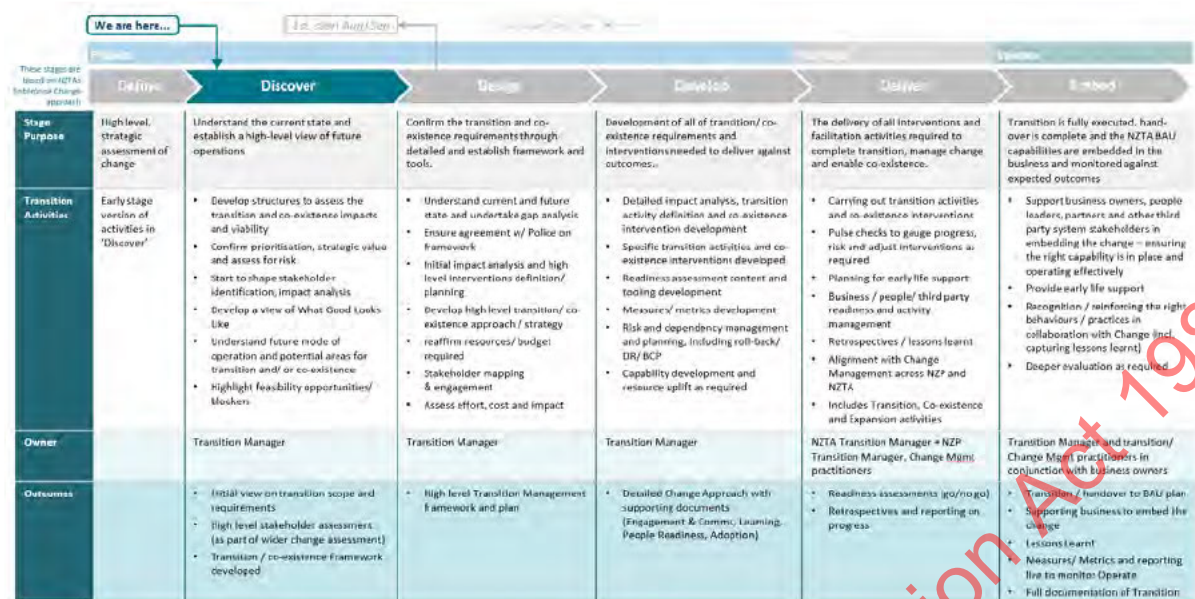 We are here...
Est. start Aug/Sep
These stages are
based on NZTAs
Enterprise Change
approach
Define
Discover
Design
Develop
Deliver
Embed
Stage
Purpose
High level,
strategic
assessment of
change
Understand the current state and
establish a high-level view of future
operations
Confirm the transition and co-
existence requirements through
detailed and establish framework and
tools.
Development of all of transition/ co-
existence requirements and
interventions needed to deliver against
outcomes..
The delivery of all interventions and
facilitation activities required to
complete transition, manage change
and enable co-existence.
Transition is fully executed, hand-
over is complete and the NZTA BAU
capabilities are embedded in the
business and monitored against
expected outcomes
Transition
Activities
Early stage
version of
activities in
'Discover'
• Develop structures to assess the
transition and co-existence impacts
and viability
• Confirm prioritisation, strategic value
and assess for risk
• Start to shape stakeholder
identification, impact analysis
• Develop a view of What Good Looks
Like
• Understand future mode of
operation and potential areas for
transition and/ or co-existence
• Highlight feasibility opportunities/
blockers
• Understand current and future
state and undertake gap analysis
• Ensure agreement w/ Police on
framework
• Initial impact analysis and high
level interventions definition/
planning
• Develop high level transition/ co-
existence approach / strategy
• reaffirm resources/ budget
required
• Stakeholder mapping
& engagement
• Assess effort, cost and impact
• Detailed impact analysis, transition
activity definition and co-existence
intervention development
• Specific transition activities and co-
existence interventions developed
• Readiness assessment content and
tooling development
• Measures/ metrics development
• Risk and dependency management
and planning, including roll-back/
DR/ BCP
• Capability development and
resource uplift as required
• Carrying out transition activities
and co-existence interventions
• Pulse checks to gauge progress,
risk and adjust interventions as
required
• Planning for early life support
• Business / people/ third party
readiness and activity
management
• Retrospectives / lessons learnt
• Alignment with Change
Management across NZP and
NZTA
• Includes Transition, Co-existence
and Expansion activities
• Support business owners, people
leaders, partners and other third
party system stakeholders in
embedding the change – ensuring
the right capability is in place and
operating effectively
• Provide early life support
• Recognition / reinforcing the right
behaviours / practices in
collaboration with Change (incl.
capturing lessons learnt)
• Deeper evaluation as required
Owner
Transition Manager
Transition Manager
Transition Manager
NZTA Transition Manager + NZP
Transition Manager, Change Mgmt
practitioners
Transition Manager and transition/
Change Mgmt practitioners in
conjunction with business owners
Outcomes
• Initial view on transition scope and
requirements
• High level stakeholder assessment
(as part of wider change assessment)
• Transition / co-existence Framework
developed
• High level Transition Management
framework and plan
• Detailed Change Approach with
supporting documents
(Engagement & Comms, Learning,
People Readiness, Adoption)
• Readiness assessments (go/no go)
• Retrospectives and reporting on
progress
• Transition / handover to BAU plan
• Supporting business to embed the
change
• Lessons Learnt
• Measures/ Metrics and reporting
line to monitor Operate
• Full documentation of Transition
ion Act 198